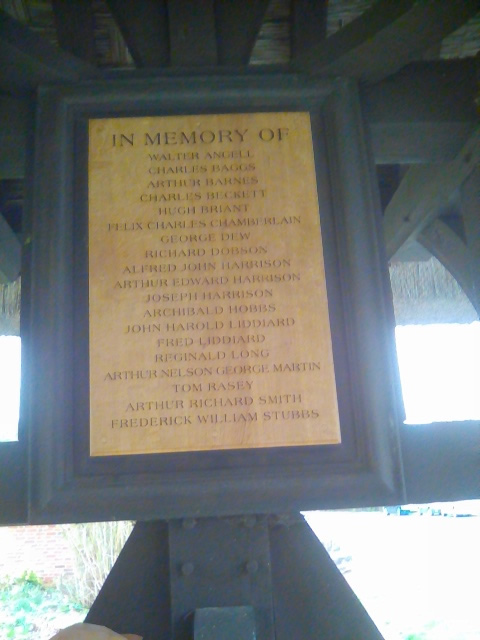 IN MEMORY OF
WALTER ANGELL
CHARLES BAGGS
ARTHUR BARNES
CHARLES BECKETT
HUGH BRIANT
FELIX CHARLES CHAMBERLAIN
GEORGE DEW
RICHARD DOBSON
ALFRED JOHN HARRISON
ARTHUR EDWARD HARRISON
JOSEPH HARRISON
ARCHIBALD HOBBS
JOHN HAROLD LIDDIARD
FRED LIDDIARD
REGINALD LONG
ARTHUR NELSON GEORGE MARTIN
TOM RASEY
ARTHUR RICHARD SMITH
FREDERICK WILLIAM STUBBS